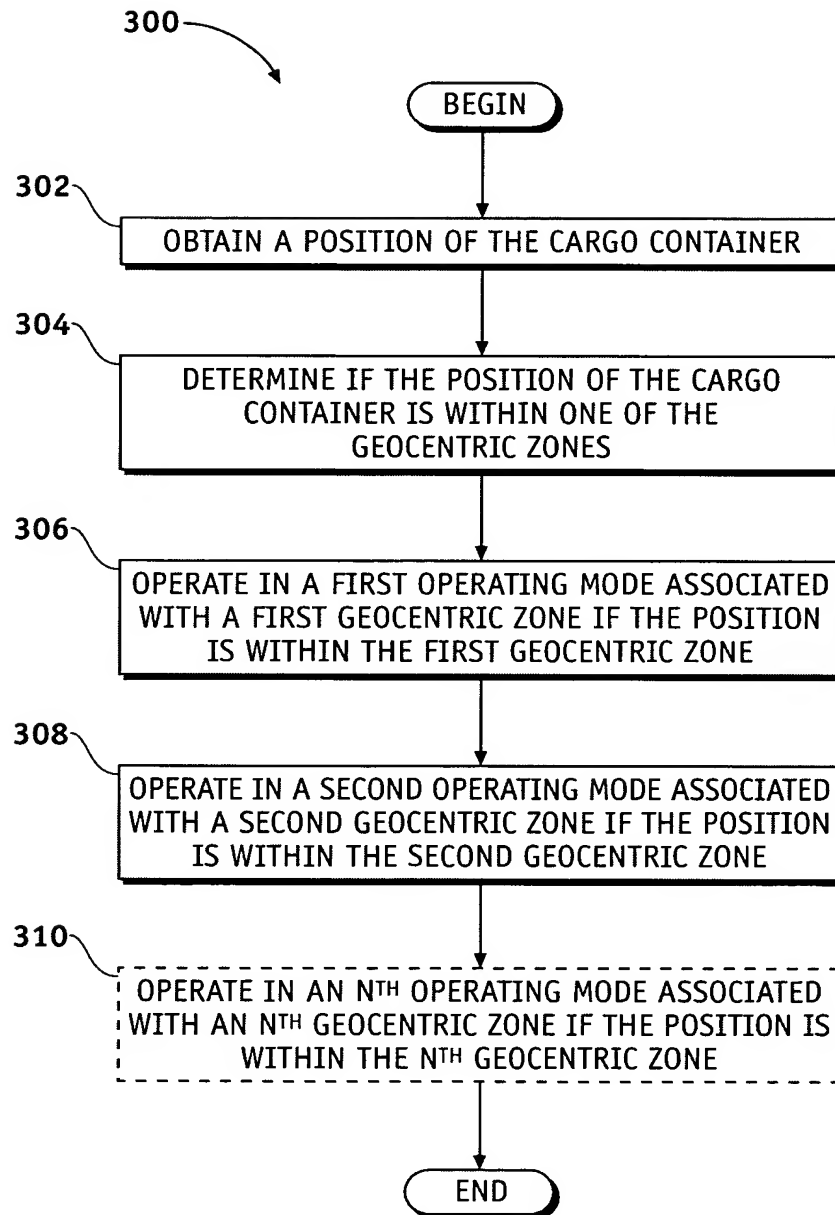 300
BEGIN
302
OBTAIN A POSITION OF THE CARGO CONTAINER
304
DETERMINE IF THE POSITION OF THE CARGO
CONTAINER IS WITHIN ONE OF THE
GEOCENTRIC ZONES
306
OPERATE IN A FIRST OPERATING MODE ASSOCIATED
WITH A FIRST GEOCENTRIC ZONE IF THE POSITION
IS WITHIN THE FIRST GEOCENTRIC ZONE
308
OPERATE IN A SECOND OPERATING MODE ASSOCIATED
WITH A SECOND GEOCENTRIC ZONE IF THE POSITION
IS WITHIN THE SECOND GEOCENTRIC ZONE
310
OPERATE IN AN NTH OPERATING MODE ASSOCIATED
WITH AN NTH GEOCENTRIC ZONE IF THE POSITION IS
WITHIN THE NTH GEOCENTRIC ZONE
END